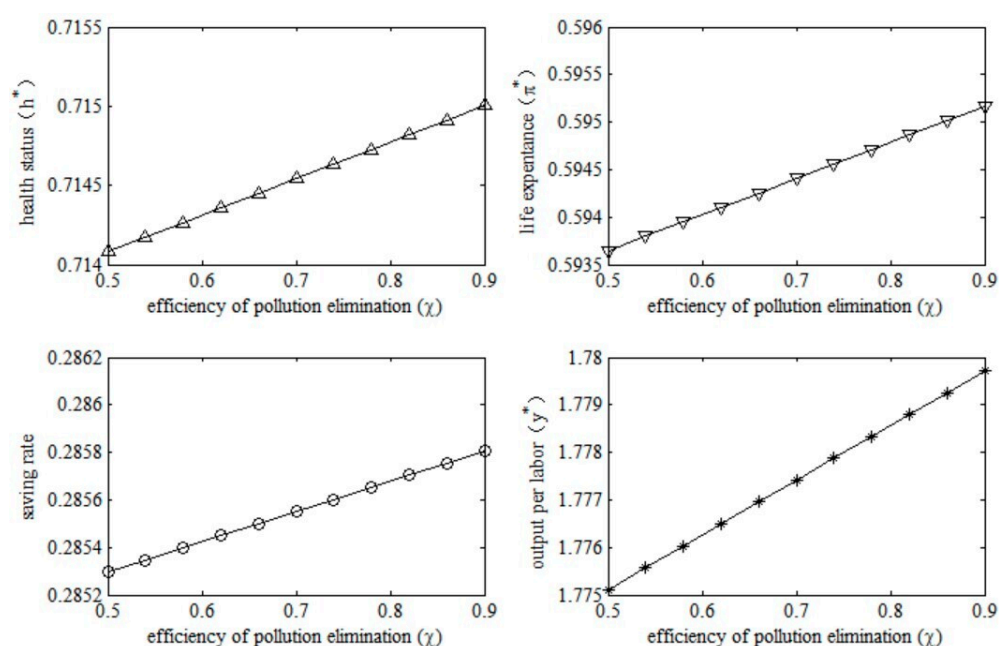 0.7155
0.715
0.7145
0.714
health status (h*)
0.5 0.6 0.7 0.8 0.9
efficiency of pollution elimination (χ)
0.596
0.5955
0.595
0.5945
0.594
0.5935
life expentance (π*)
0.5 0.6 0.7 0.8 0.9
efficiency of pollution elimination (χ)
0.2862
0.286
0.2858
0.2856
0.2854
0.2852
saving rate
0.5 0.6 0.7 0.8 0.9
efficiency of pollution elimination (χ)
1.78
1.779
1.778
1.777
1.776
1.775
output per labor (y*)
0.5 0.6 0.7 0.8 0.9
efficiency of pollution elimination (χ)